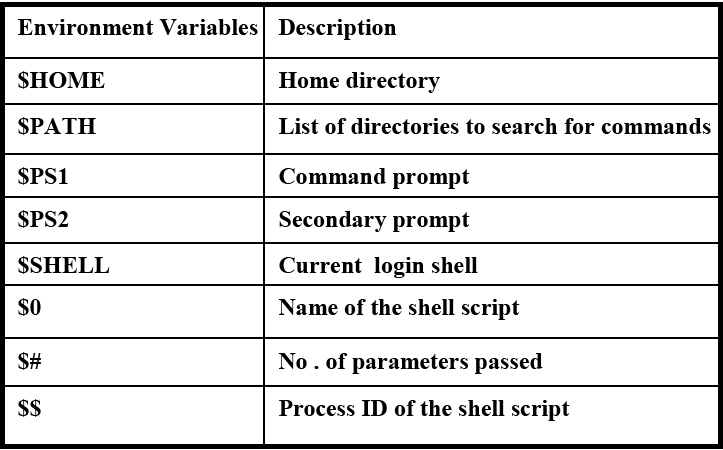 Environment Variables Description
$HOME Home directory
$PATH List of directories to search for commands
$PS1 Command prompt
$PS2 Secondary prompt
$SHELL Current login shell
$0 Name of the shell script
$# No . of parameters passed
$$ Process ID of the shell script